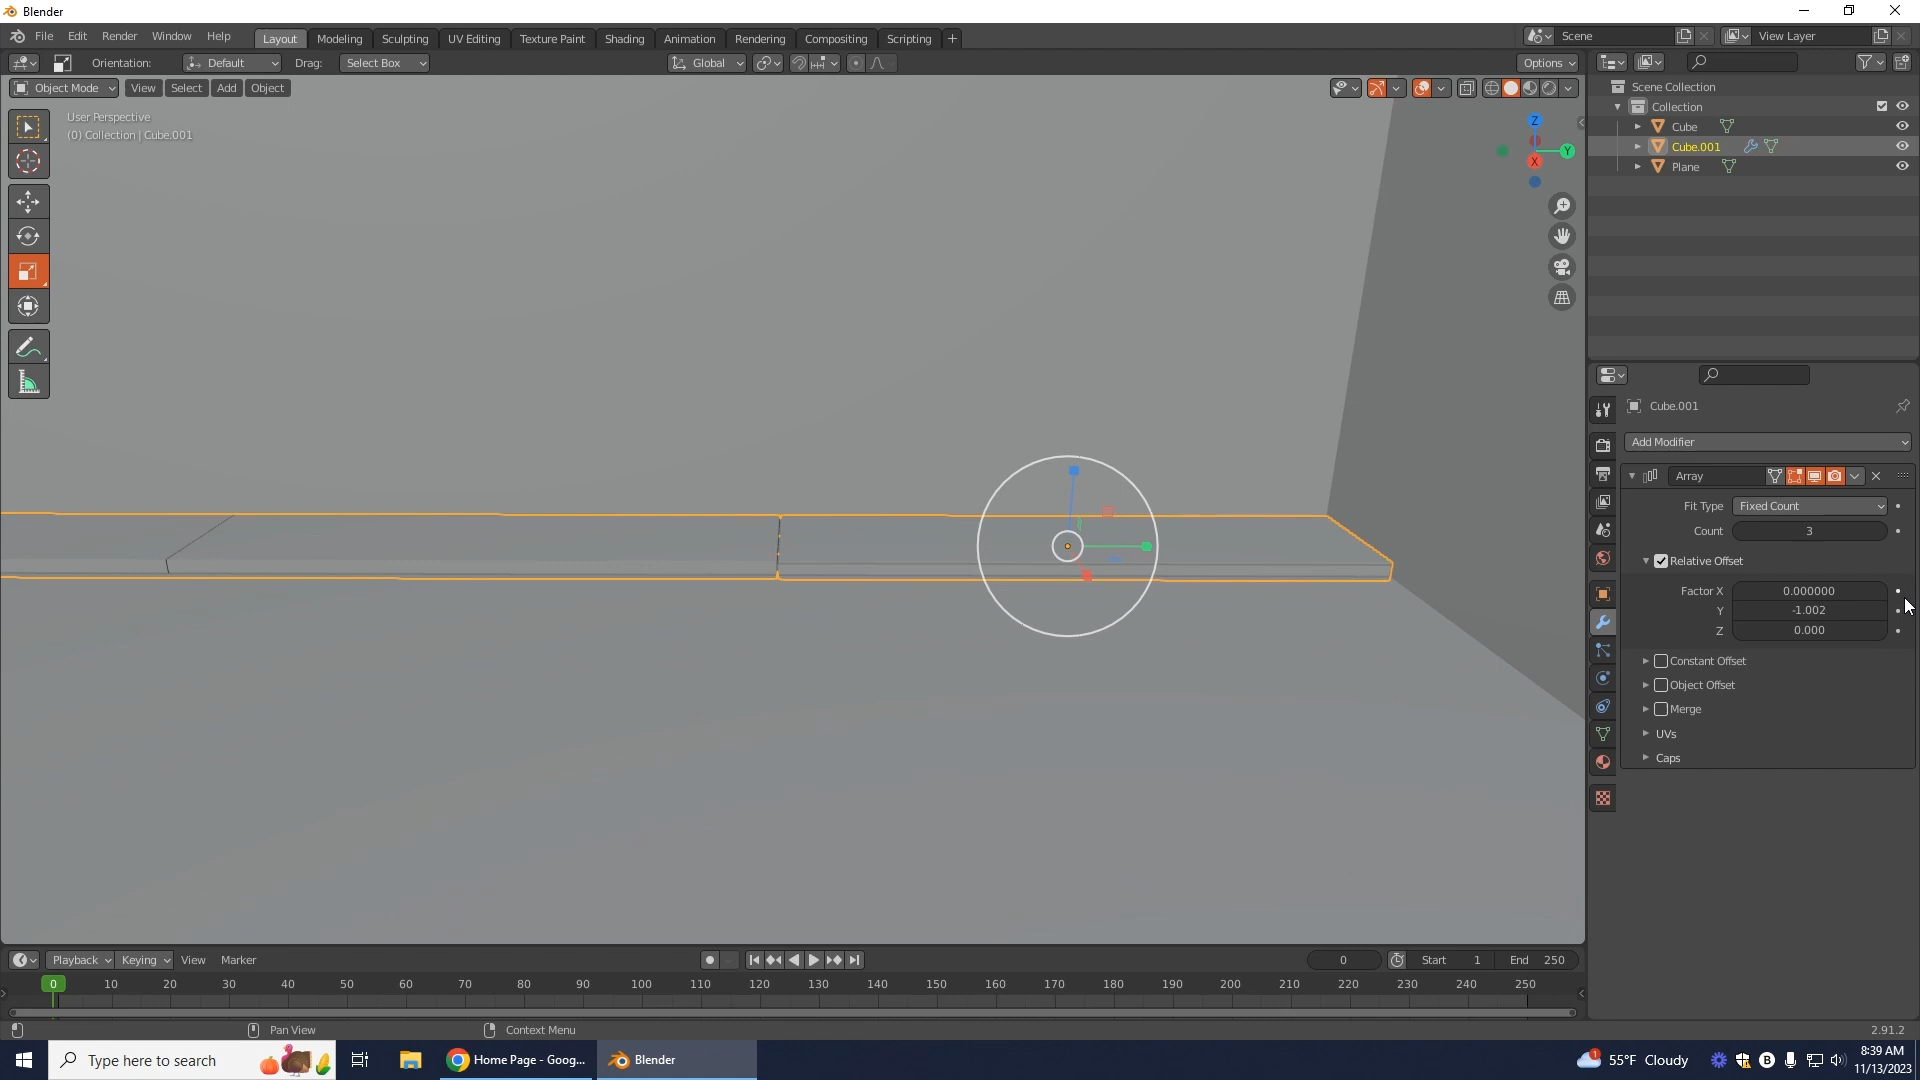 Blender
File Edit Render Window Help Layout Modeling Sculpting UV Editing Texture Paint Shading Animation Rendering Compositing Scripting + Scene View Layer
Orientation: Default Drag: Select Box Global Options
Object Mode View Select Add Object
User Perspective
(0) Collection | Cube.001
Z
Y
X
Scene Collection
Collection
Cube
Cube.001
Plane
Cube.001
Add Modifier
Array
Fit Type Fixed Count
Count 3
Relative Offset
Factor X 0.000000
Y -1.002
Z 0.000
Constant Offset
Object Offset
Merge
UVs
Caps
Playback Keying View Marker 0 Start 1 End 250
0 10 20 30 40 50 60 70 80 90 100 110 120 130 140 150 160 170 180 190 200 210 220 230 240 250
Pan View Context Menu 2.91.2
Type here to search Home Page - Goog... Blender 1 55°F Cloudy 8:39 AM
11/13/2023